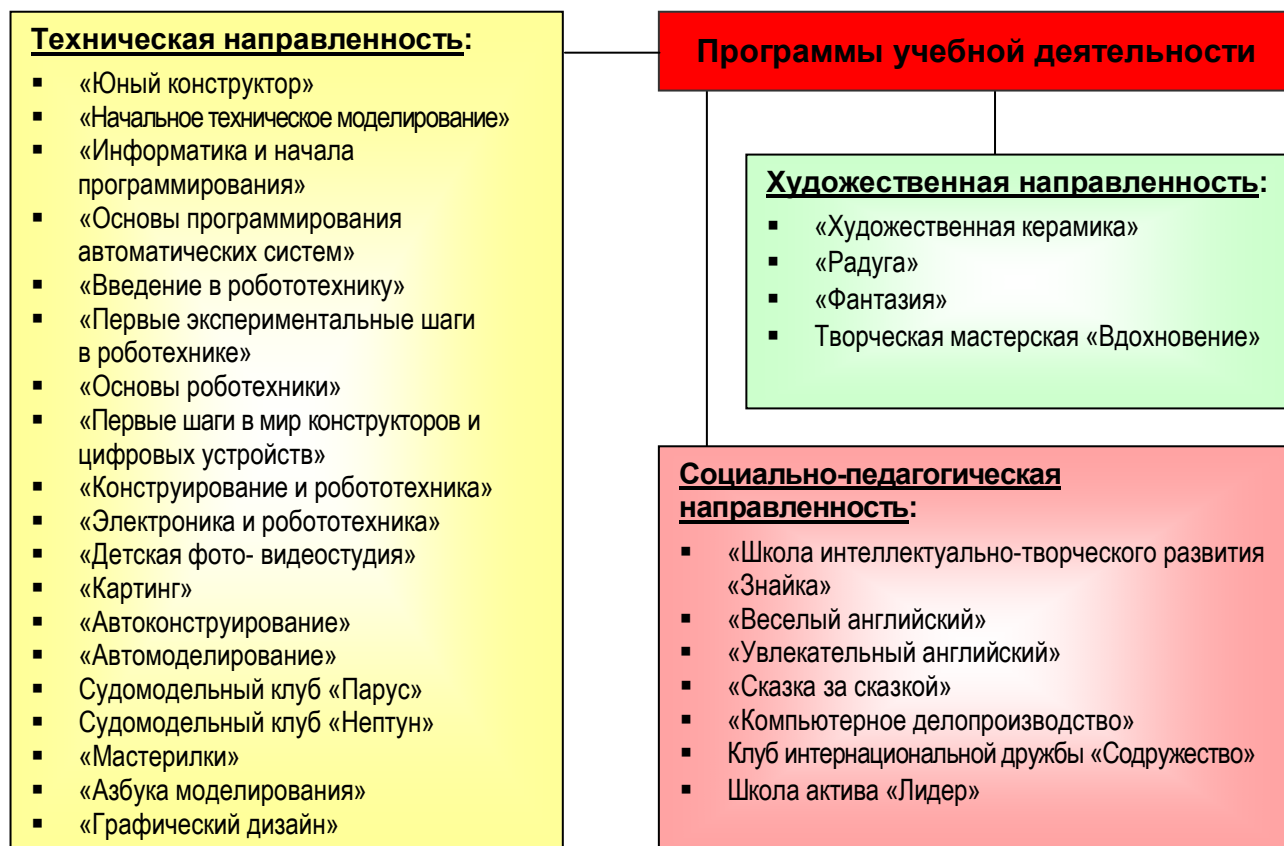 Программы учебной деятельности
Техническая направленность:
▪ «Юный конструктор»
▪ «Начальное техническое моделирование»
▪ «Информатика и начала
программирования»
▪ «Основы программирования
автоматических систем»
▪ «Введение в робототехнику»
▪ «Первые экспериментальные шаги
в роботехнике»
▪ «Основы роботехники»
▪ «Первые шаги в мир конструкторов и
цифровых устройств»
▪ «Конструирование и робототехника»
▪ «Электроника и робототехника»
▪ «Детская фото- видеостудия»
▪ «Картинг»
▪ «Автоконструирование»
▪ «Автомоделирование»
▪ Судомодельный клуб «Парус»
▪ Судомодельный клуб «Нептун»
▪ «Мастерилки»
▪ «Азбука моделирования»
▪ «Графический дизайн»
Художественная направленность:
▪ «Художественная керамика»
▪ «Радуга»
▪ «Фантазия»
▪ Творческая мастерская «Вдохновение»
Социально-педагогическая
направленность:
▪ «Школа интеллектуально-творческого развития
«Знайка»
▪ «Веселый английский»
▪ «Увлекательный английский»
▪ «Сказка за сказкой»
▪ «Компьютерное делопроизводство»
▪ Клуб интернациональной дружбы «Содружество»
▪ Школа актива «Лидер»